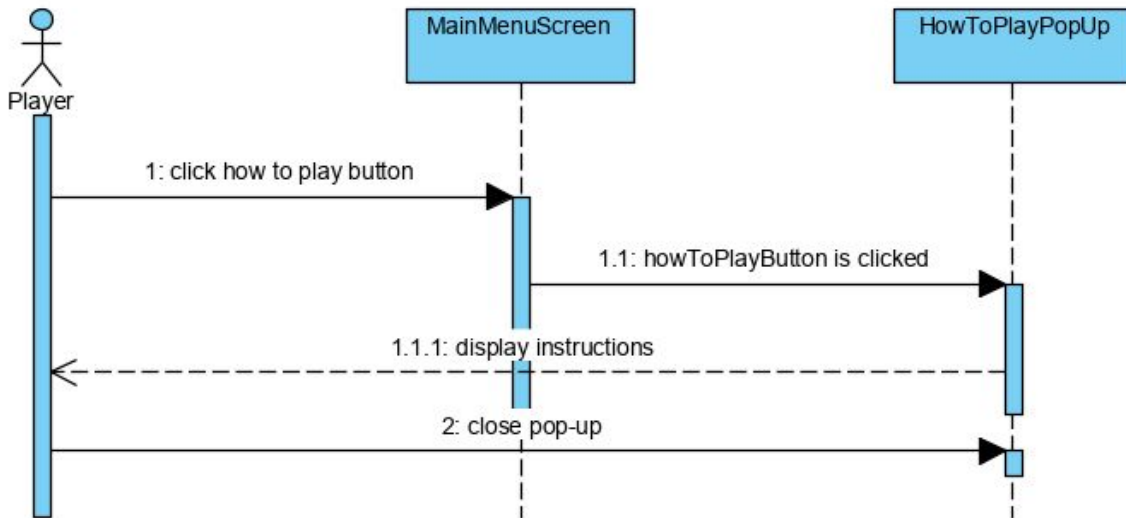 MainMenuScreen
HowToPlayPopUp
Player
1: click how to play button
1.1: howToPlayButton is clicked
1.1.1: display instructions
2: close pop-up